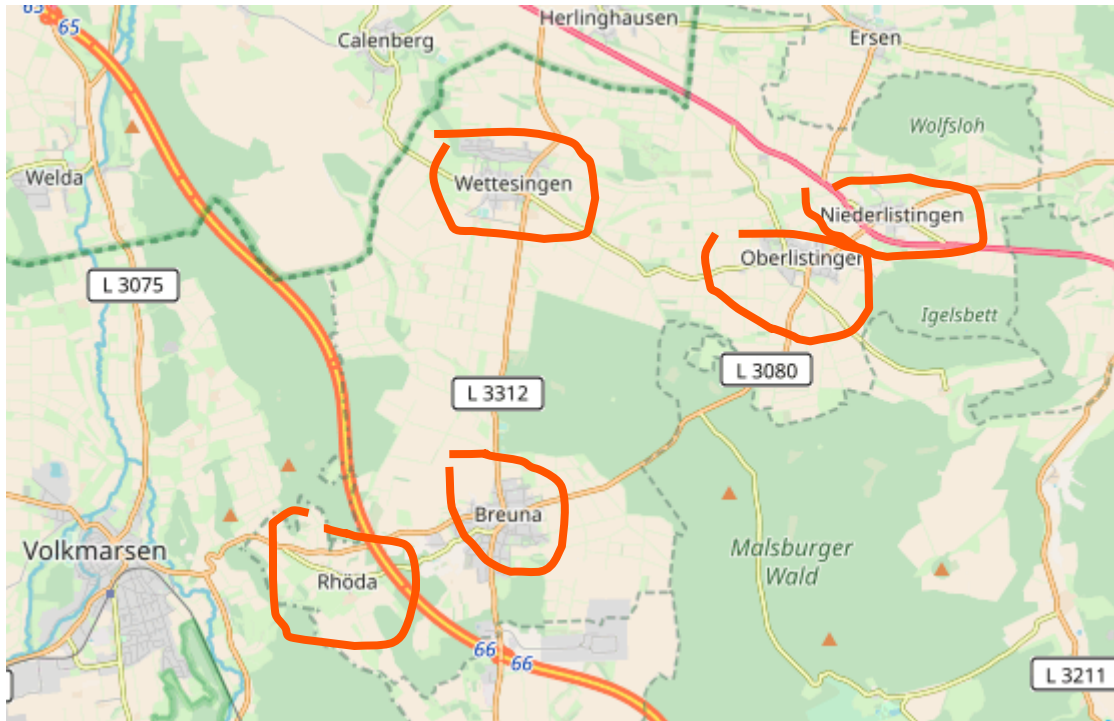 65
65
Herlinghausen
Calenberg
Ersen
Wolfsloh
Welda
Wettesingen
Niederlistingen
Oberlistingen
L 3075
Igelsbett
L 3080
L 3312
Breuna
Volkmarsen
Malsburger
Wald
Rhöda
66
66
L 3211